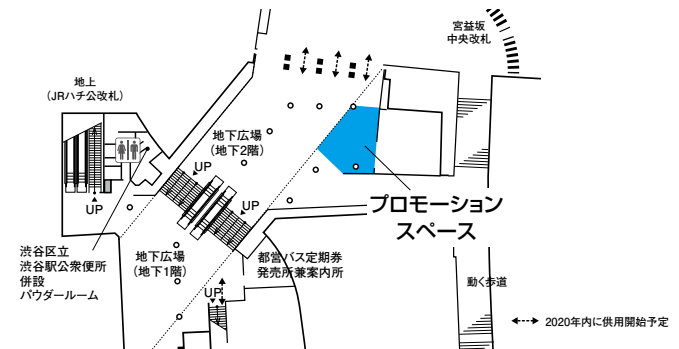 宮益坂
中央改札
地上
（JRハチ公改札）
地下広場
（地下2階）
UP
UP
UP
プロモーション
スペース
渋谷区立
渋谷駅公衆便所
併設
パウダールーム
地下広場
（地下1階）
都営バス定期券
発売所兼案内所
UP
動く歩道
2020年内に供用開始予定